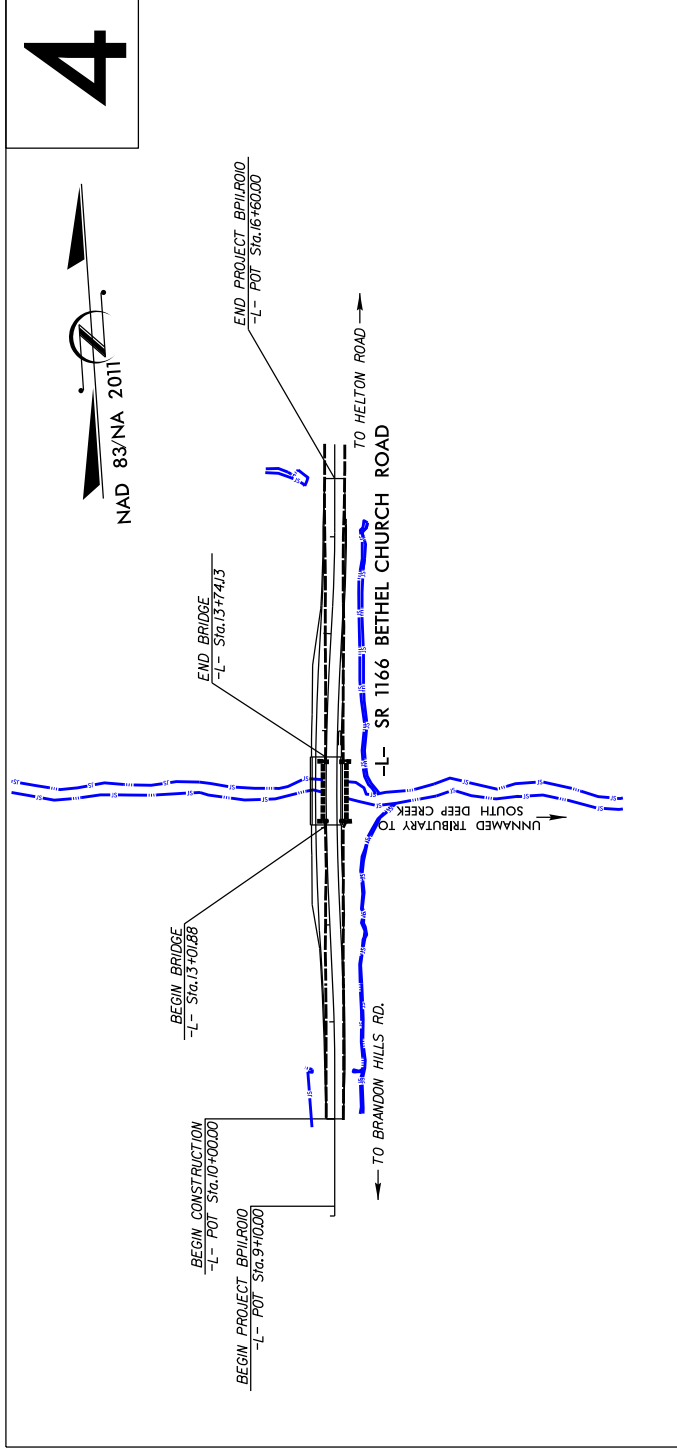 4
NAD 83/NA 2011
BEGIN PROJECT BP11.R010
-L- POT Sta.9+10.00
BEGIN CONSTRUCTION
-L- POT Sta.10+00.00
BEGIN BRIDGE
-L- Sta.13+01.88
END BRIDGE
-L- Sta.13+74.13
END PROJECT BP11.R010
-L- POT Sta.16+60.00
TO BRANDON HILLS RD.
TO HELTON ROAD
-L- SR 1166 BETHEL CHURCH ROAD
UNNAMED TRIBUTARY TO
SOUTH DEEP CREEK